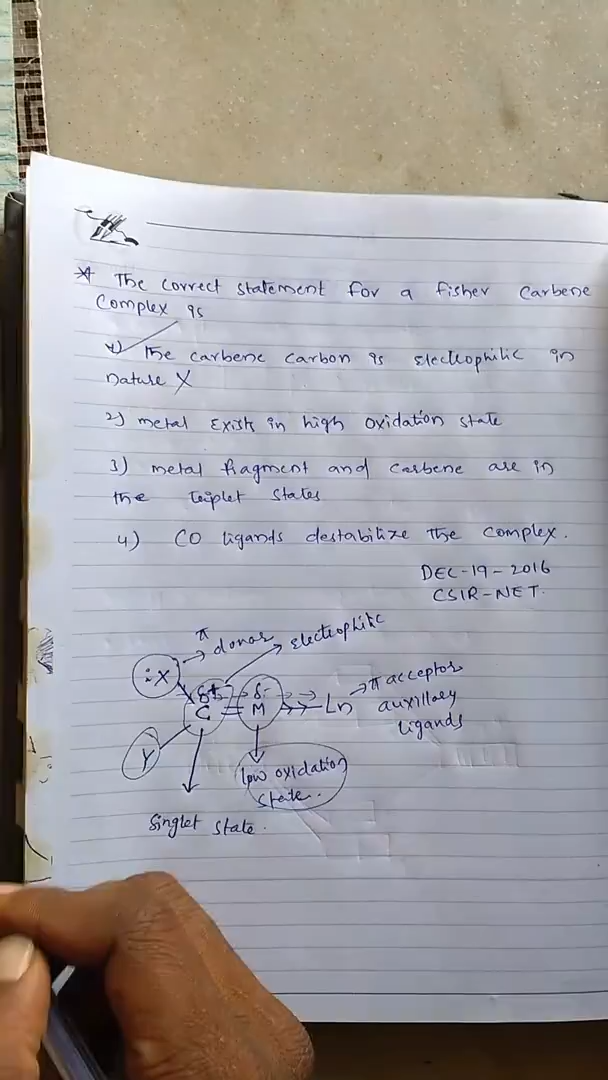 * The correct statement for a fisher carbene
Complex is
1) The carbene carbon is electrophilic in
nature X
2) metal Exists in high oxidation state
3) metal fragment and carbene are in
the triplet states
4) CO ligands destabilize the complex.
DEC-19-2016
CSIR-NET.
π
:X → donar
electrophilic
δ+ δ-
C = M → Ln → π acceptor
auxillary
ligands
Y
low oxidation
state.
Singlet state.